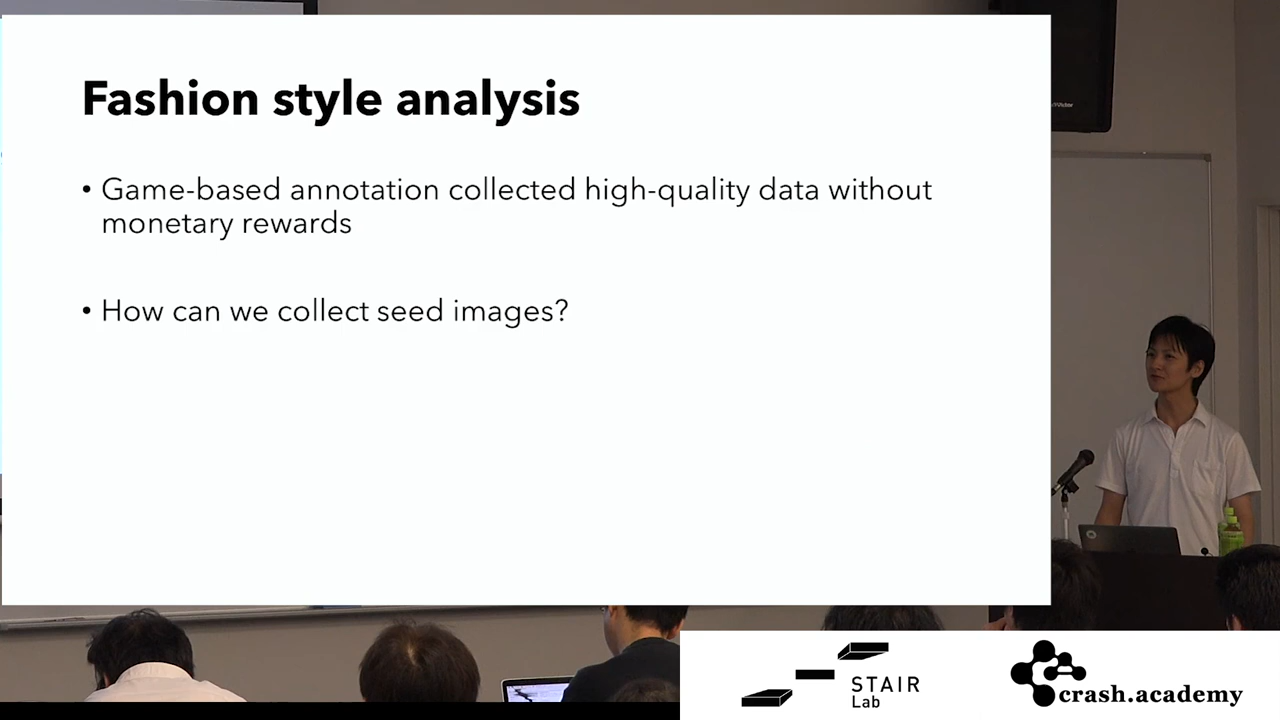 Fashion style analysis
• Game-based annotation collected high-quality data without
monetary rewards
• How can we collect seed images?
STAIR
Lab
crash.academy